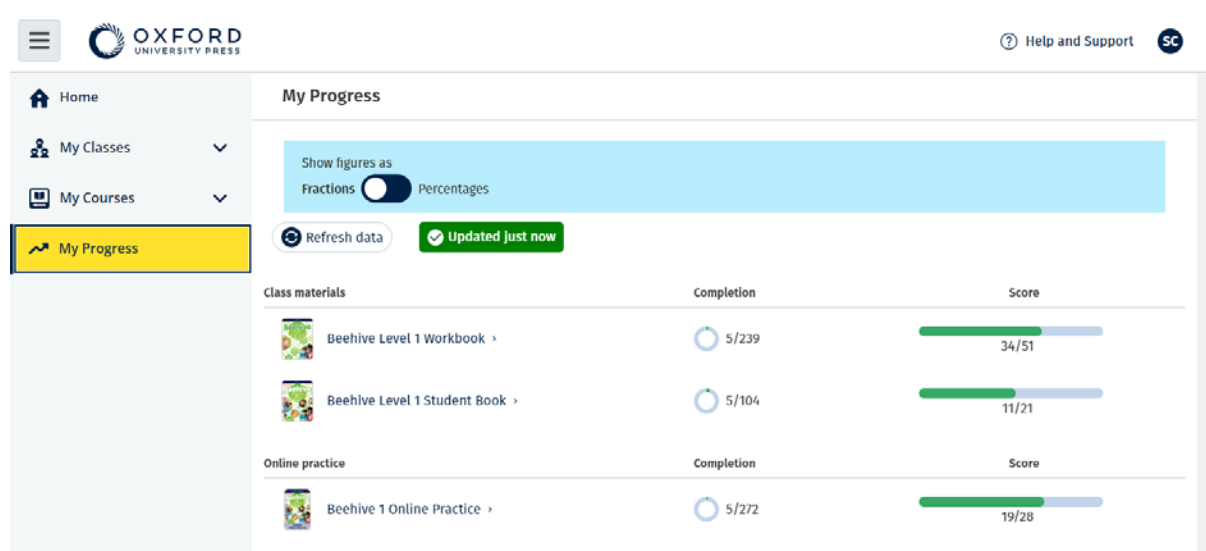 OXFORD
UNIVERSITY PRESS
Help and Support
SC
Home
My Classes
My Courses
My Progress
My Progress
Show figures as
Fractions Percentages
Refresh data
Updated just now
Class materials Completion Score
Beehive Level 1 Workbook › 5/239 34/51
Beehive Level 1 Student Book › 5/104 11/21
Online practice Completion Score
Beehive 1 Online Practice › 5/272 19/28